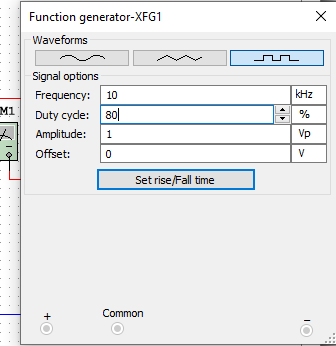 Function generator-XFG1
Waveforms
Signal options
Frequency: 10 kHz
M1
Duty cycle: 80 %
Amplitude: 1 Vp
Offset: 0 V
Set rise/Fall time
+ Common −